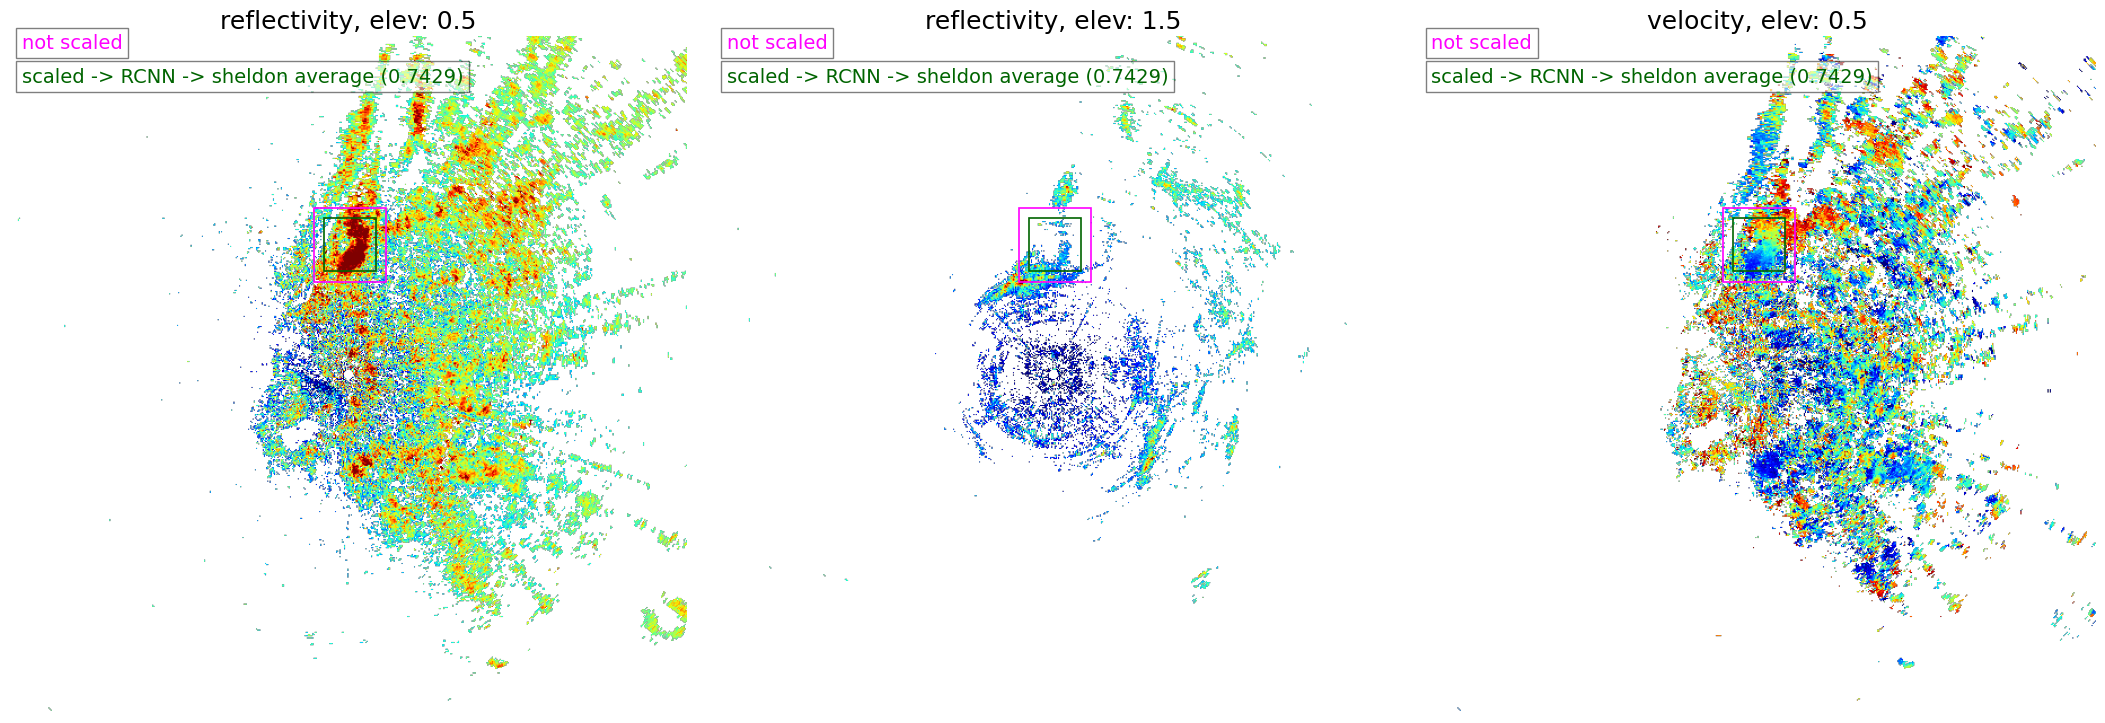 reflectivity, elev: 0.5
not scaled
scaled -> RCNN -> sheldon average (0.7429)
reflectivity, elev: 1.5
not scaled
scaled -> RCNN -> sheldon average (0.7429)
velocity, elev: 0.5
not scaled
scaled -> RCNN -> sheldon average (0.7429)